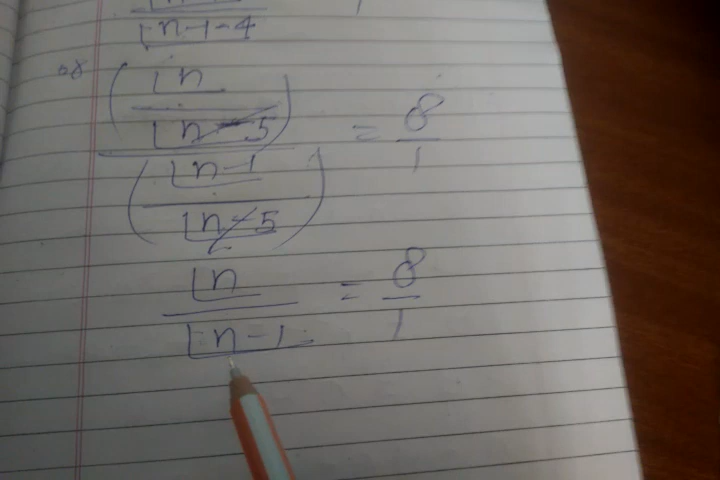 ⌊n-1-4
or
⌊n
⌊n-5
= 8/1
⌊n-1
⌊n-5
⌊n / ⌊n-1 = 8/1